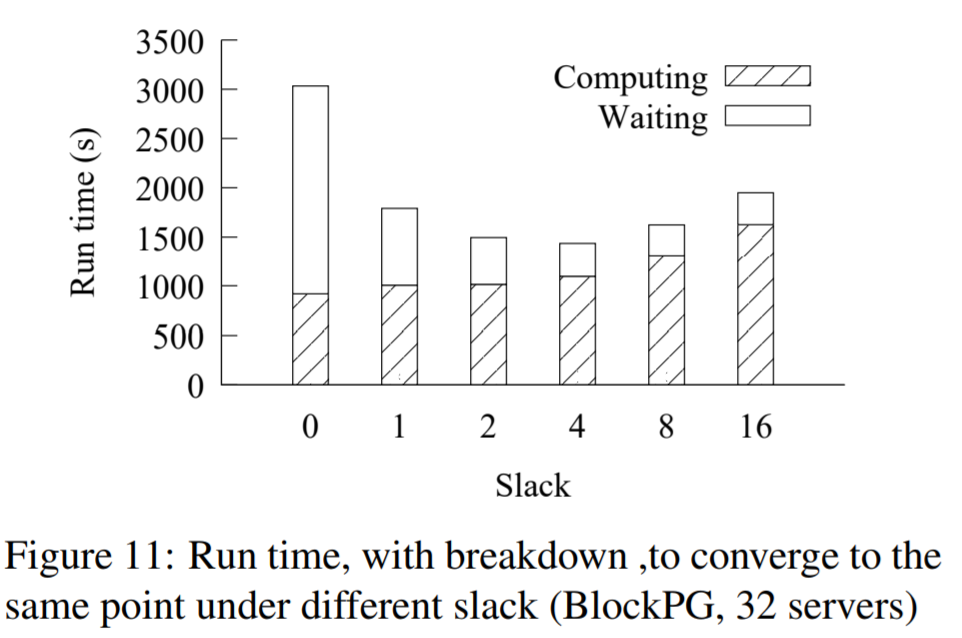 3500
3000
2500
2000
1500
1000
500
0
Run time (s)
Computing
Waiting
0 1 2 4 8 16
Slack
Figure 11: Run time, with breakdown ,to converge to the
same point under different slack (BlockPG, 32 servers)